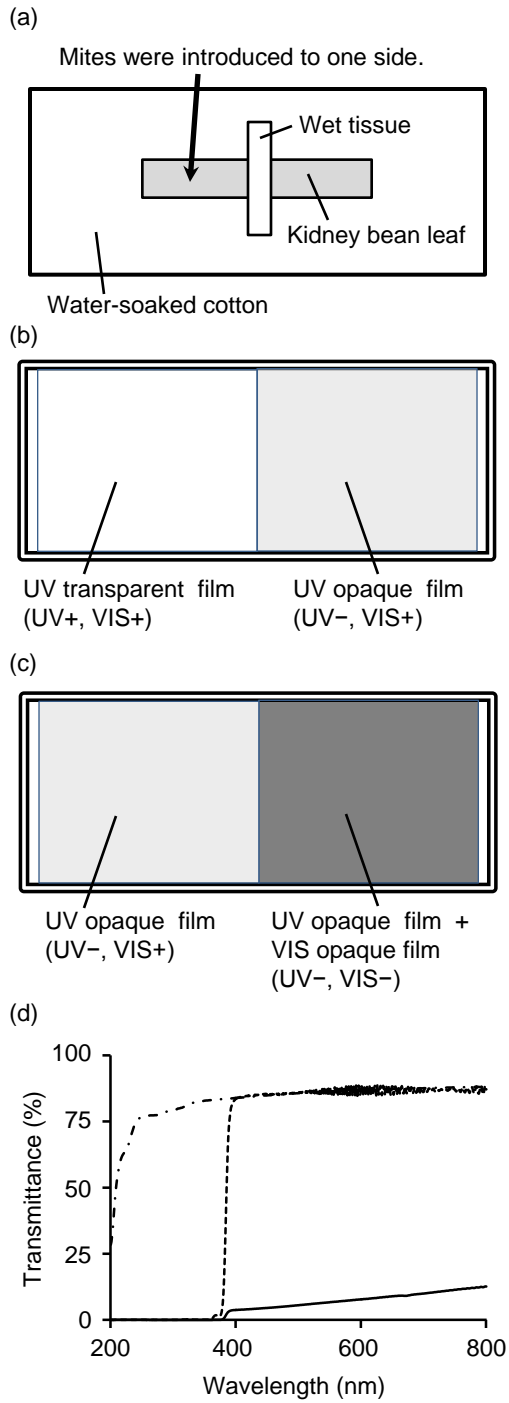 (a)
Mites were introduced to one side.
Wet tissue
Kidney bean leaf
Water-soaked cotton
(b)
UV transparent film
(UV+, VIS+)
UV opaque film
(UV−, VIS+)
(c)
UV opaque film
(UV−, VIS+)
UV opaque film +
VIS opaque film
(UV−, VIS−)
(d)
Transmittance (%)
100
75
50
25
0
200
400
600
800
Wavelength (nm)